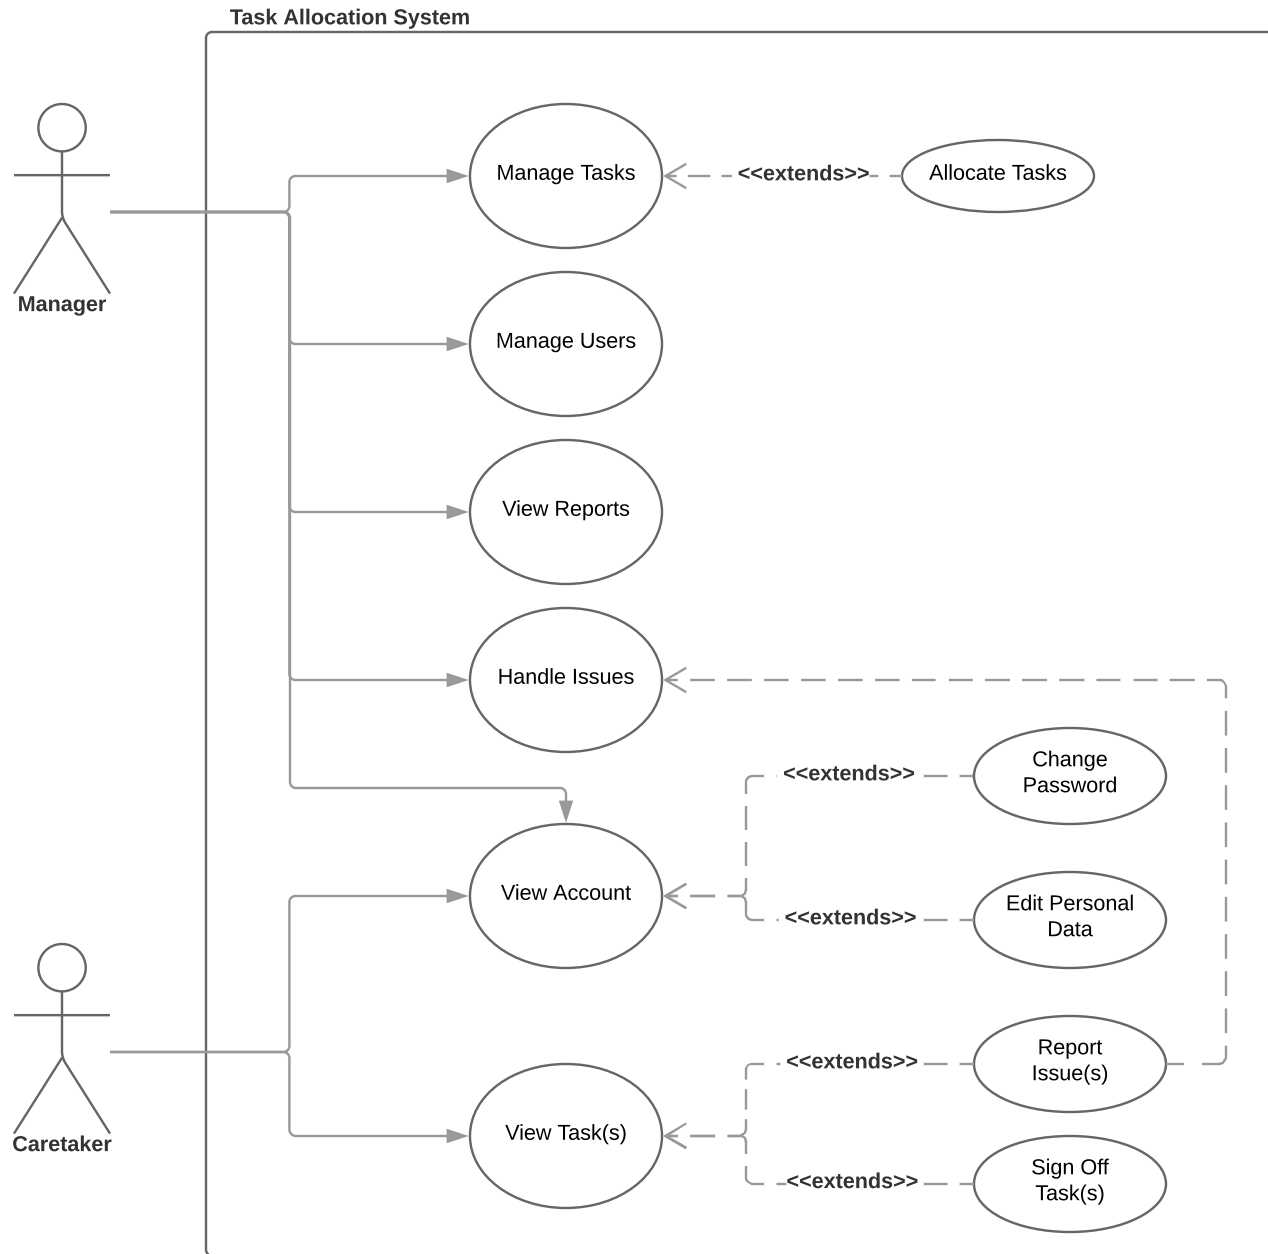 Task Allocation System
Manage Tasks
<<extends>>
Allocate Tasks
Manager
Manage Users
View Reports
Handle Issues
Change
Password
<<extends>>
View Account
Edit Personal
Data
<<extends>>
Caretaker
Report
Issue(s)
<<extends>>
View Task(s)
Sign Off
Task(s)
<<extends>>